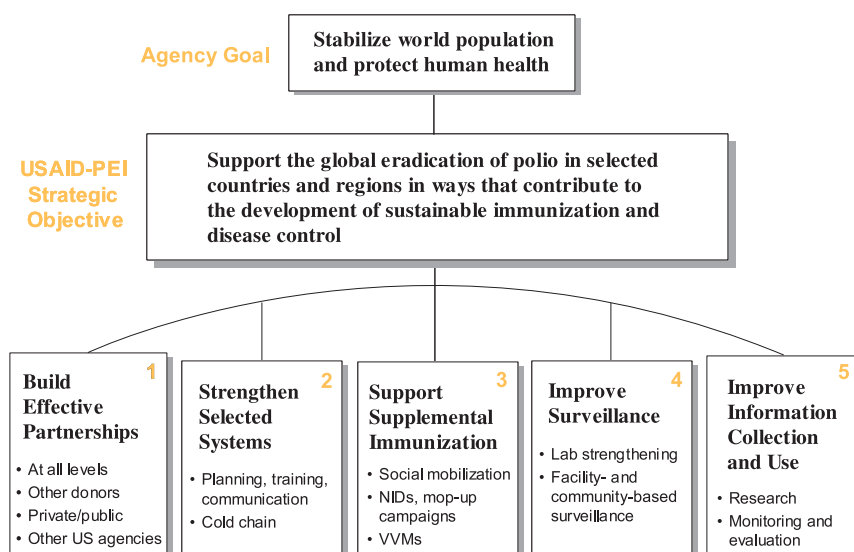 Agency Goal
Stabilize world population
and protect human health
USAID-PEI
Strategic
Objective
Support the global eradication of polio in selected
countries and regions in ways that contribute to
the development of sustainable immunization and
disease control
1
Build
Effective
Partnerships
• At all levels
• Other donors
• Private/public
• Other US agencies
2
Strengthen
Selected
Systems
• Planning, training,
communication
• Cold chain
3
Support
Supplemental
Immunization
• Social mobilization
• NIDs, mop-up
campaigns
• VVMs
4
Improve
Surveillance
• Lab strengthening
• Facility- and
community-based
surveillance
5
Improve
Information
Collection
and Use
• Research
• Monitoring and
evaluation